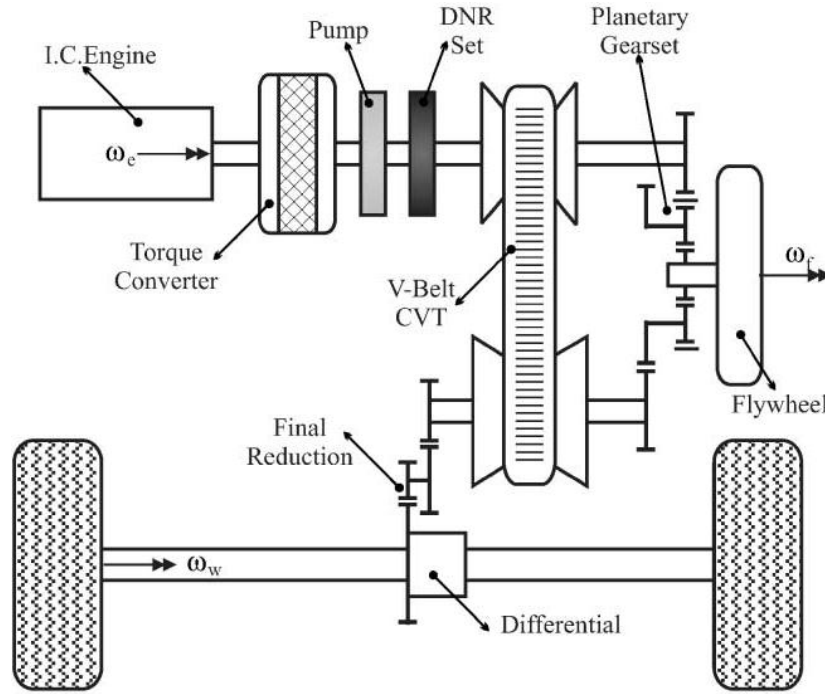 I.C.Engine
Pump
DNR
Set
Planetary
Gearset
ωe
Torque
Converter
V-Belt
CVT
ωf
Flywheel
Final
Reduction
ωw
Differential